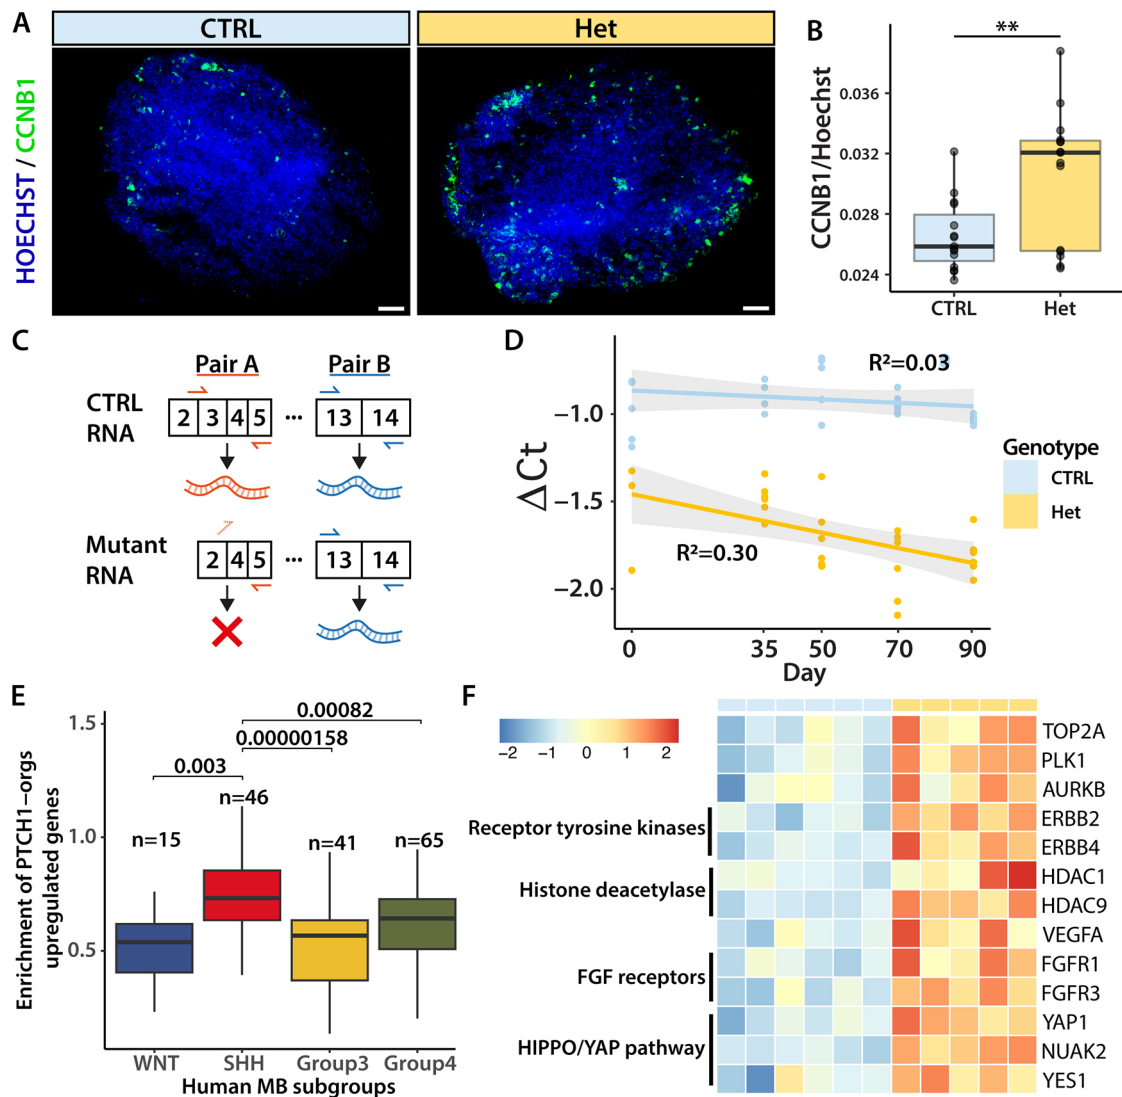 A
CTRL
Het
HOECHST / CCNB1
B
**
CCNB1/Hoechst
0.036
0.032
0.028
0.024
CTRL
Het
C
Pair A
Pair B
CTRL
RNA
2 3 4 5 ... 13 14
Mutant
RNA
2 4 5 ... 13 14
D
R²=0.03
ΔCt
−1.0
−1.5
−2.0
R²=0.30
0 35 50 70 90
Day
Genotype
CTRL
Het
E
Enrichment of PTCH1−orgs
upregulated genes
1.5
1.0
0.5
0.00082
0.00000158
0.003
n=46
n=15
n=41
n=65
WNT SHH Group3 Group4
Human MB subgroups
F
−2 −1 0 1 2
TOP2A
PLK1
AURKB
Receptor tyrosine kinases
ERBB2
ERBB4
Histone deacetylase
HDAC1
HDAC9
VEGFA
FGF receptors
FGFR1
FGFR3
HIPPO/YAP pathway
YAP1
NUAK2
YES1